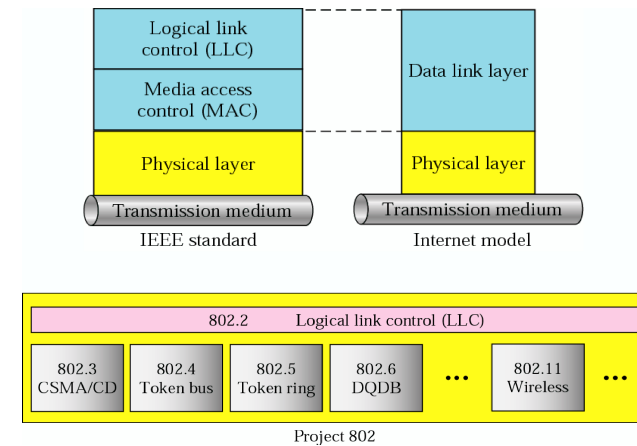 Logical link
control (LLC)
Media access
control (MAC)
Physical layer
Transmission medium
IEEE standard
Data link layer
Physical layer
Transmission medium
Internet model
802.2 Logical link control (LLC)
802.3
CSMA/CD
802.4
Token bus
802.5
Token ring
802.6
DQDB
...
802.11
Wireless
...
Project 802